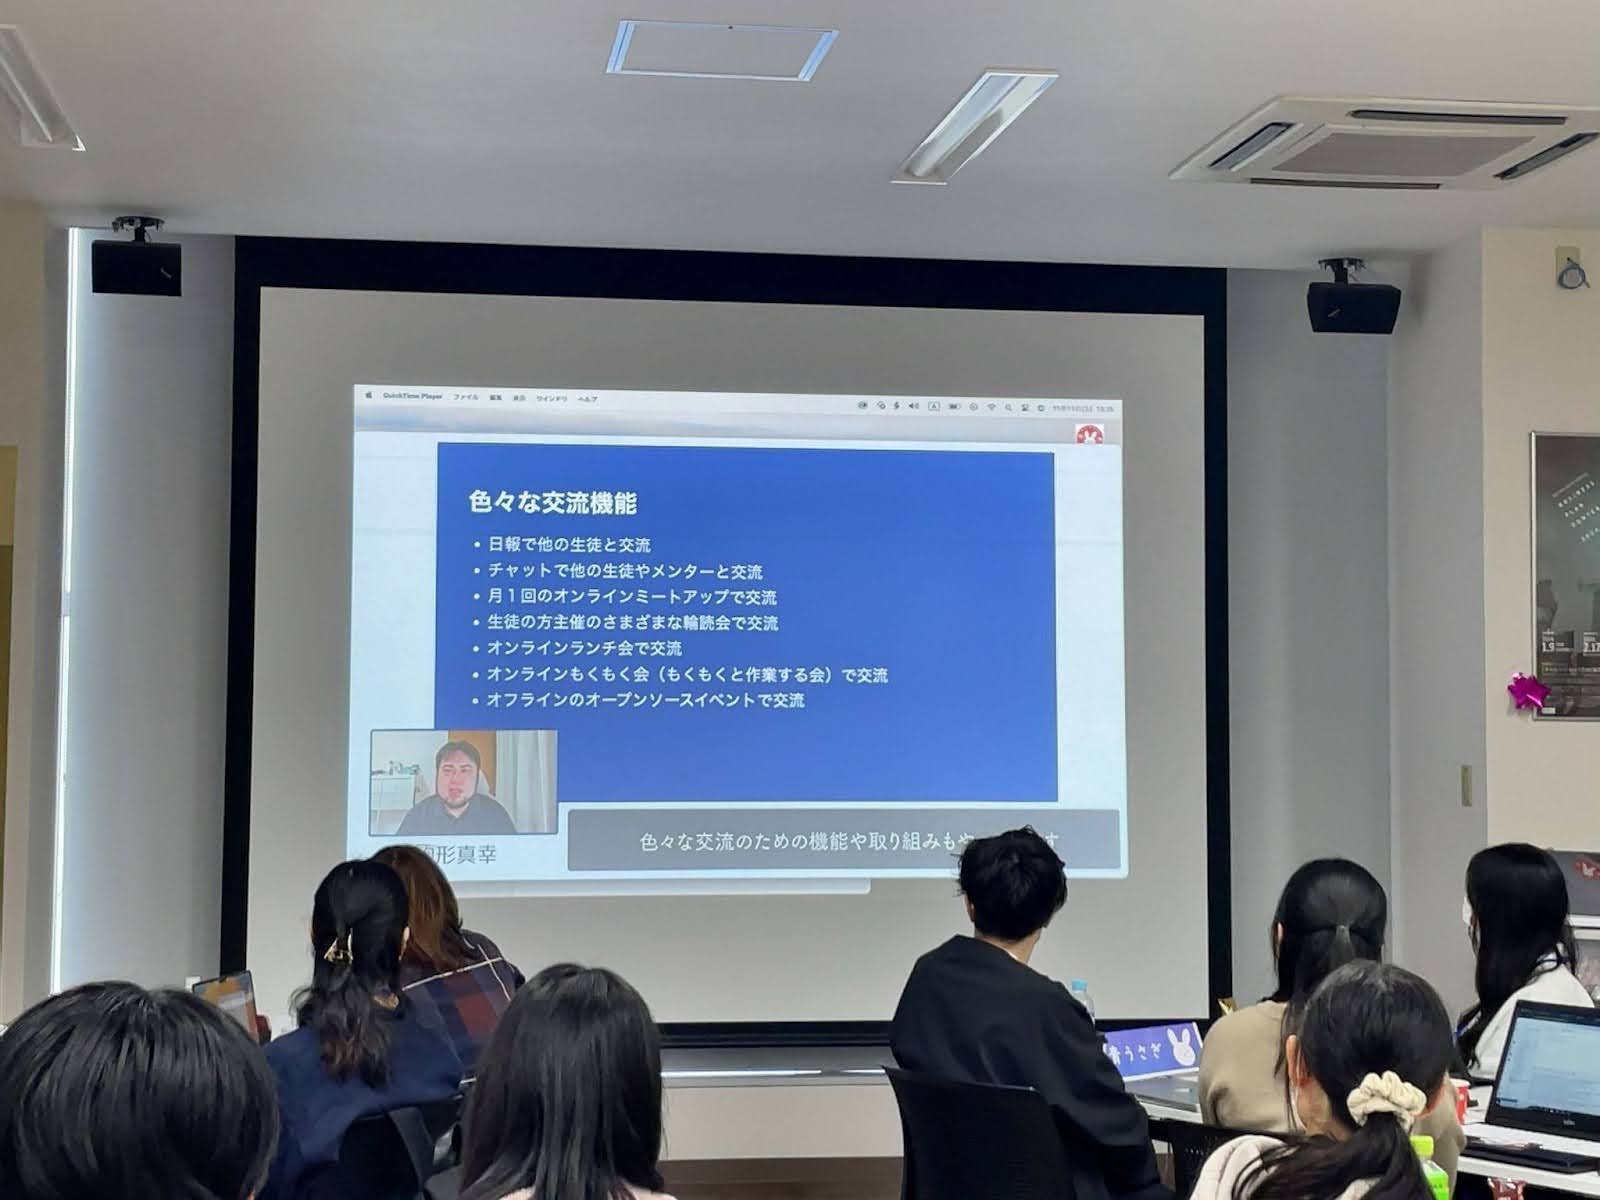 QuickTime Player ファイル 編集 表示 ウインドウ ヘルプ
色々な交流機能
• 日報で他の生徒と交流
• チャットで他の生徒やメンターと交流
• 月1回のオンラインミートアップで交流
• 生徒の方主催のさまざまな輪読会で交流
• オンラインランチ会で交流
• オンラインもくもく会（もくもくと作業する会）で交流
• オフラインのオープンソースイベントで交流
色々な交流のための機能や取り組みも
形真幸
青うさぎ
BUSINESS
PLAN
1.9
2.17